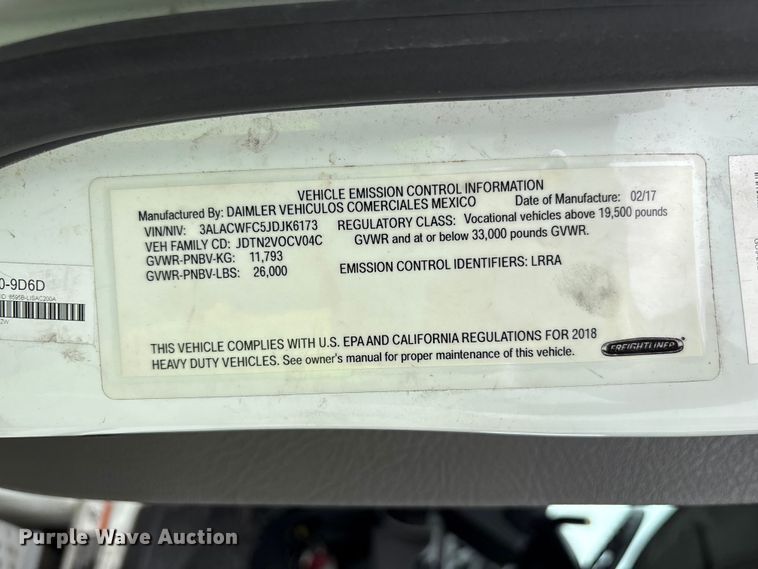 VEHICLE EMISSION CONTROL INFORMATION
Manufactured By: DAIMLER VEHICULOS COMERCIALES MEXICO Date of Manufacture: 02/17
VIN/NIV: 3ALACWFC5JDJK6173 REGULATORY CLASS: Vocational vehicles above 19,500 pounds
VEH FAMILY CD: JDTN2VOCV04C GVWR and at or below 33,000 pounds GVWR.
GVWR-PNBV-KG: 11,793
GVWR-PNBV-LBS: 26,000 EMISSION CONTROL IDENTIFIERS: LRRA
THIS VEHICLE COMPLIES WITH U.S. EPA AND CALIFORNIA REGULATIONS FOR 2018
HEAVY DUTY VEHICLES. See owner's manual for proper maintenance of this vehicle.
FREIGHTLINER
0-9D6D
Purple Wave Auction